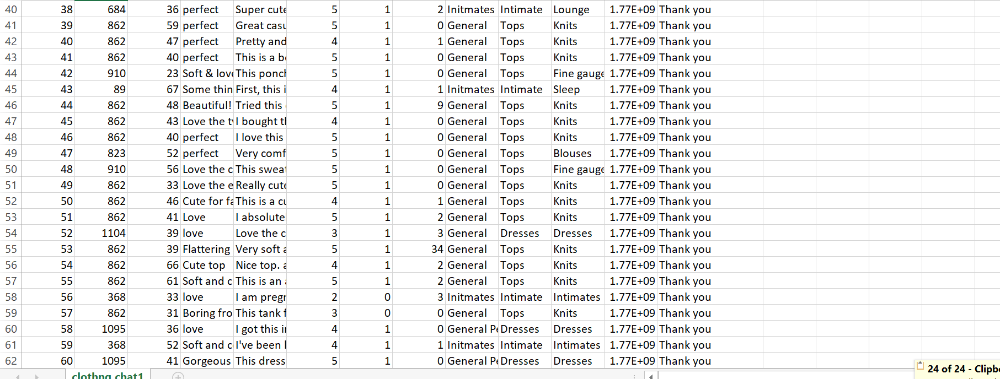 40 38 684 36 perfect Super cute 5 1 2 Initmates Intimate Lounge 1.77E+09 Thank you
41 39 862 59 perfect Great casu 5 1 0 General Tops Knits 1.77E+09 Thank you
42 40 862 47 perfect Pretty and 4 1 1 General Tops Knits 1.77E+09 Thank you
43 41 862 40 perfect This is a be 5 1 0 General Tops Knits 1.77E+09 Thank you
44 42 910 23 Soft & love This ponch 5 1 0 General Tops Fine gauge 1.77E+09 Thank you
45 43 89 67 Some thin First, this i 4 1 1 Initmates Intimate Sleep 1.77E+09 Thank you
46 44 862 48 Beautiful! Tried this 5 1 9 General Tops Knits 1.77E+09 Thank you
47 45 862 43 Love the tw I bought th 4 1 0 General Tops Knits 1.77E+09 Thank you
48 46 862 40 perfect I love this 5 1 0 General Tops Knits 1.77E+09 Thank you
49 47 823 52 perfect Very comf 5 1 0 General Tops Blouses 1.77E+09 Thank you
50 48 910 56 Love the c This sweat 5 1 0 General Tops Fine gauge 1.77E+09 Thank you
51 49 862 33 Love the e Really cute 5 1 0 General Tops Knits 1.77E+09 Thank you
52 50 862 46 Cute for fa This is a cu 4 1 1 General Tops Knits 1.77E+09 Thank you
53 51 862 41 Love I absolutel 5 1 2 General Tops Knits 1.77E+09 Thank you
54 52 1104 39 love Love the c 3 1 3 General Dresses Dresses 1.77E+09 Thank you
55 53 862 39 Flattering Very soft a 5 1 34 General Tops Knits 1.77E+09 Thank you
56 54 862 66 Cute top Nice top. a 4 1 2 General Tops Knits 1.77E+09 Thank you
57 55 862 61 Soft and c This is an a 5 1 2 General Tops Knits 1.77E+09 Thank you
58 56 368 33 love I am pregn 2 0 3 Initmates Intimate Intimates 1.77E+09 Thank you
59 57 862 31 Boring fro This tank f 3 0 0 General Tops Knits 1.77E+09 Thank you
60 58 1095 36 love I got this in 4 1 0 General Pe Dresses Dresses 1.77E+09 Thank you
61 59 368 52 Soft and co I've been l 4 1 1 Initmates Intimate Intimates 1.77E+09 Thank you
62 60 1095 41 Gorgeous This dress 5 1 0 General Pe Dresses Dresses 1.77E+09 Thank you
clothng chat1
24 of 24 - Clipbo